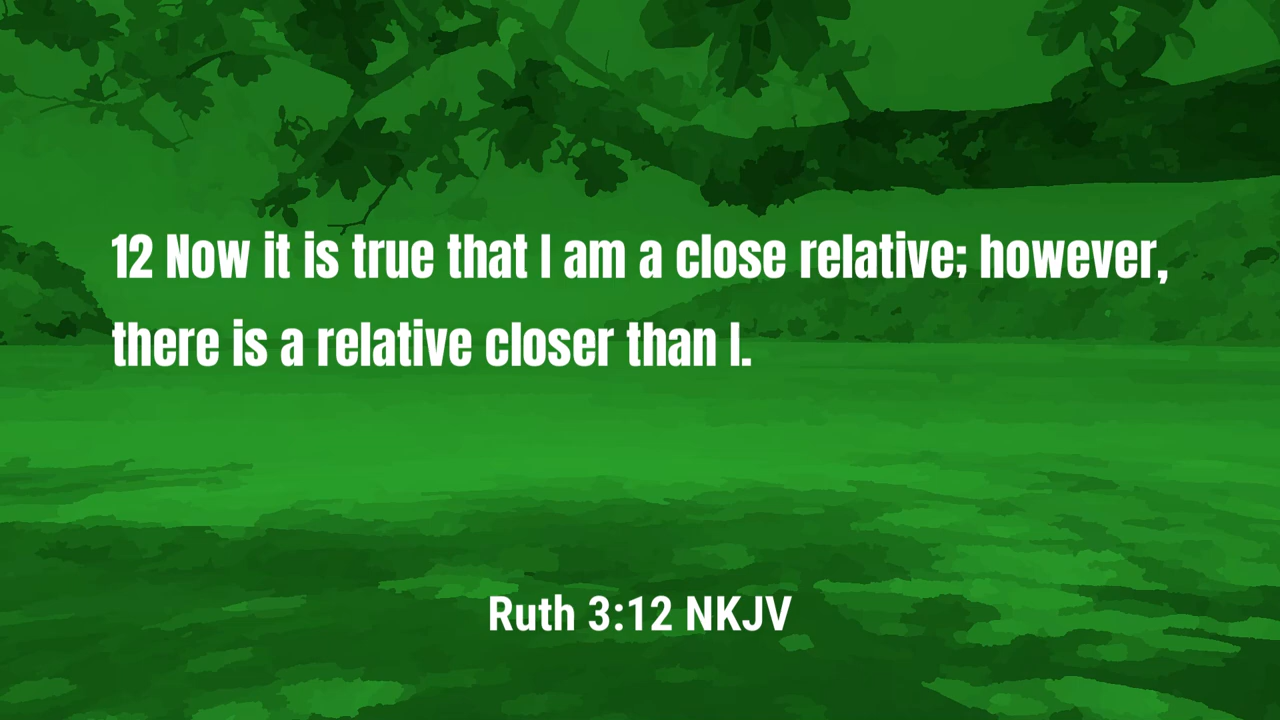 12 Now it is true that I am a close relative; however,
there is a relative closer than I.
Ruth 3:12 NKJV